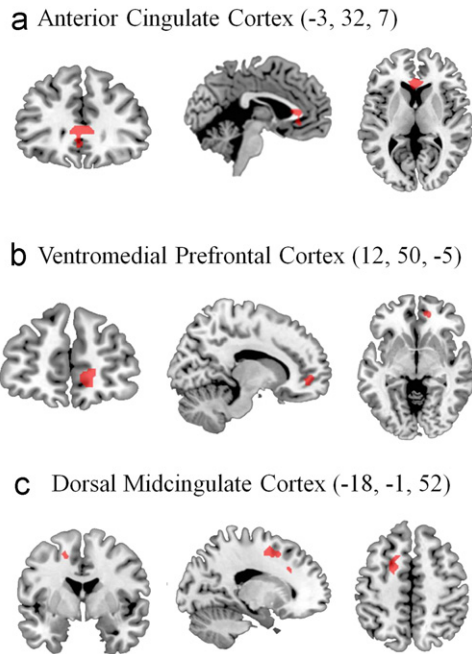 a Anterior Cingulate Cortex (-3, 32, 7)
b Ventromedial Prefrontal Cortex (12, 50, -5)
c Dorsal Midcingulate Cortex (-18, -1, 52)